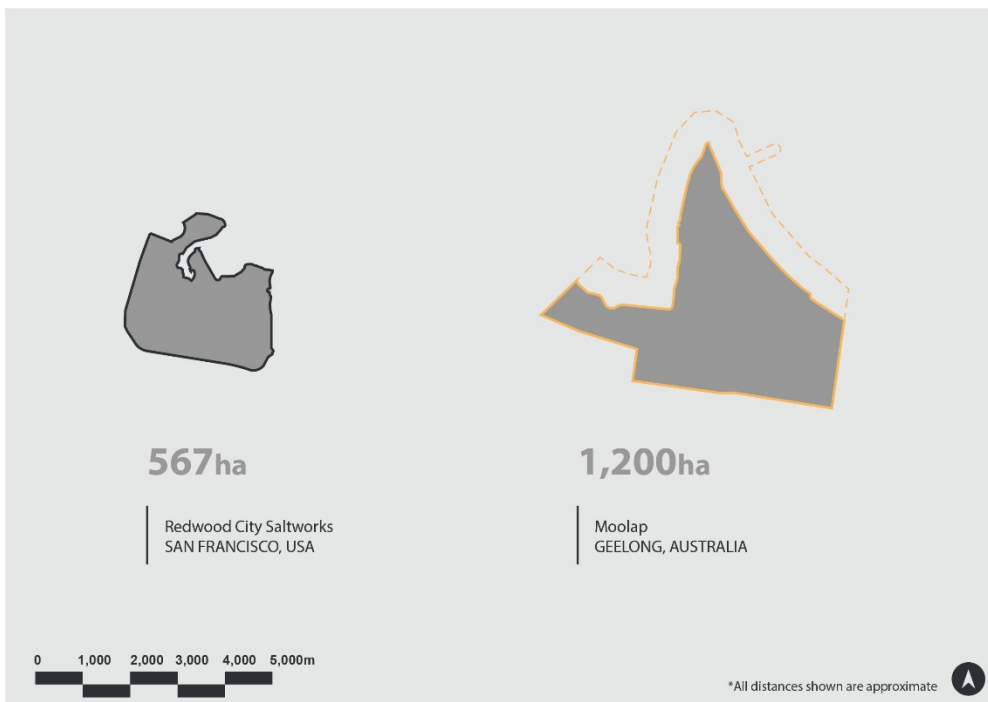 567ha
Redwood City Saltworks
SAN FRANCISCO, USA
1,200ha
Moolap
GEELONG, AUSTRALIA
0 1,000 2,000 3,000 4,000 5,000m
*All distances shown are approximate